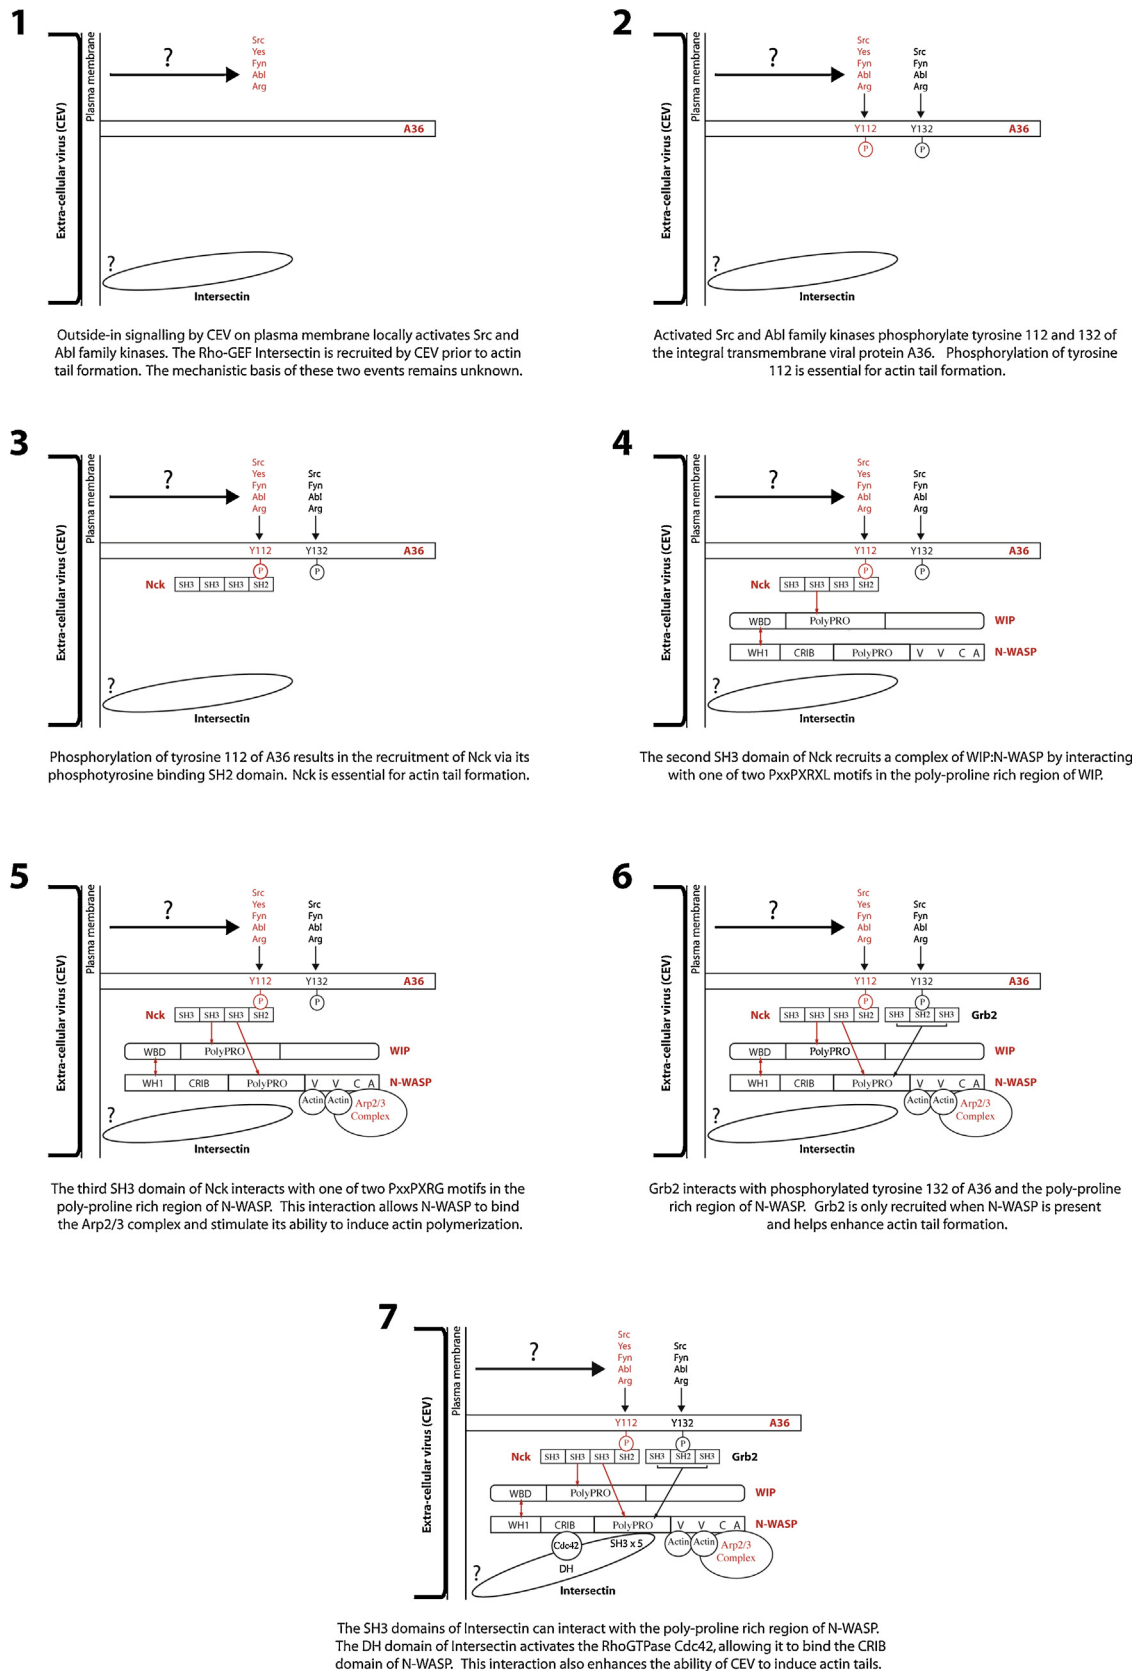 1
Plasma membrane
Extra-cellular virus (CEV)
?
Src
Yes
Fyn
Abl
Arg
A36
?
Intersectin
Outside-in signalling by CEV on plasma membrane locally activates Src and
Abl family kinases. The Rho-GEF Intersectin is recruited by CEV prior to actin
tail formation. The mechanistic basis of these two events remains unknown.
2
Plasma membrane
Extra-cellular virus (CEV)
?
Src
Yes
Fyn
Abl
Arg
Src
Fyn
Abl
Arg
Y112 Y132 A36
P P
?
Intersectin
Activated Src and Abl family kinases phosphorylate tyrosine 112 and 132 of
the integral transmembrane viral protein A36. Phosphorylation of tyrosine
112 is essential for actin tail formation.
3
Plasma membrane
Extra-cellular virus (CEV)
?
Src
Yes
Fyn
Abl
Arg
Src
Fyn
Abl
Arg
Y112 Y132 A36
P P
Nck SH3 SH3 SH3 SH2
?
Intersectin
Phosphorylation of tyrosine 112 of A36 results in the recruitment of Nck via its
phosphotyrosine binding SH2 domain. Nck is essential for actin tail formation.
4
Plasma membrane
Extra-cellular virus (CEV)
?
Src
Yes
Fyn
Abl
Arg
Src
Fyn
Abl
Arg
Y112 Y132 A36
P P
Nck SH3 SH3 SH3 SH2
WBD PolyPRO WIP
WH1 CRIB PolyPRO V V C A N-WASP
?
Intersectin
The second SH3 domain of Nck recruits a complex of WIP:N-WASP by interacting
with one of two PxxPXRXL motifs in the poly-proline rich region of WIP.
5
Plasma membrane
Extra-cellular virus (CEV)
?
Src
Yes
Fyn
Abl
Arg
Src
Fyn
Abl
Arg
Y112 Y132 A36
P P
Nck SH3 SH3 SH3 SH2
WBD PolyPRO WIP
WH1 CRIB PolyPRO V V C A N-WASP
Actin Actin Arp2/3
Complex
?
Intersectin
The third SH3 domain of Nck interacts with one of two PxxPXRG motifs in the
poly-proline rich region of N-WASP. This interaction allows N-WASP to bind
the Arp2/3 complex and stimulate its ability to induce actin polymerization.
6
Plasma membrane
Extra-cellular virus (CEV)
?
Src
Yes
Fyn
Abl
Arg
Src
Fyn
Abl
Arg
Y112 Y132 A36
P P
Nck SH3 SH3 SH3 SH2 SH3 SH2 SH3 Grb2
WBD PolyPRO WIP
WH1 CRIB PolyPRO V V C A N-WASP
Actin Actin Arp2/3
Complex
?
Intersectin
Grb2 interacts with phosphorylated tyrosine 132 of A36 and the poly-proline
rich region of N-WASP. Grb2 is only recruited when N-WASP is present
and helps enhance actin tail formation.
7
Plasma membrane
Extra-cellular virus (CEV)
?
Src
Yes
Fyn
Abl
Arg
Src
Fyn
Abl
Arg
Y112 Y132 A36
P P
Nck SH3 SH3 SH3 SH2 SH3 SH2 SH3 Grb2
WBD PolyPRO WIP
WH1 CRIB PolyPRO V V C A N-WASP
Cdc42 SH3 x 5 Actin Actin Arp2/3
Complex
DH
?
Intersectin
The SH3 domains of Intersectin can interact with the poly-proline rich region of N-WASP.
The DH domain of Intersectin activates the RhoGTPase Cdc42, allowing it to bind the CRIB
domain of N-WASP. This interaction also enhances the ability of CEV to induce actin tails.